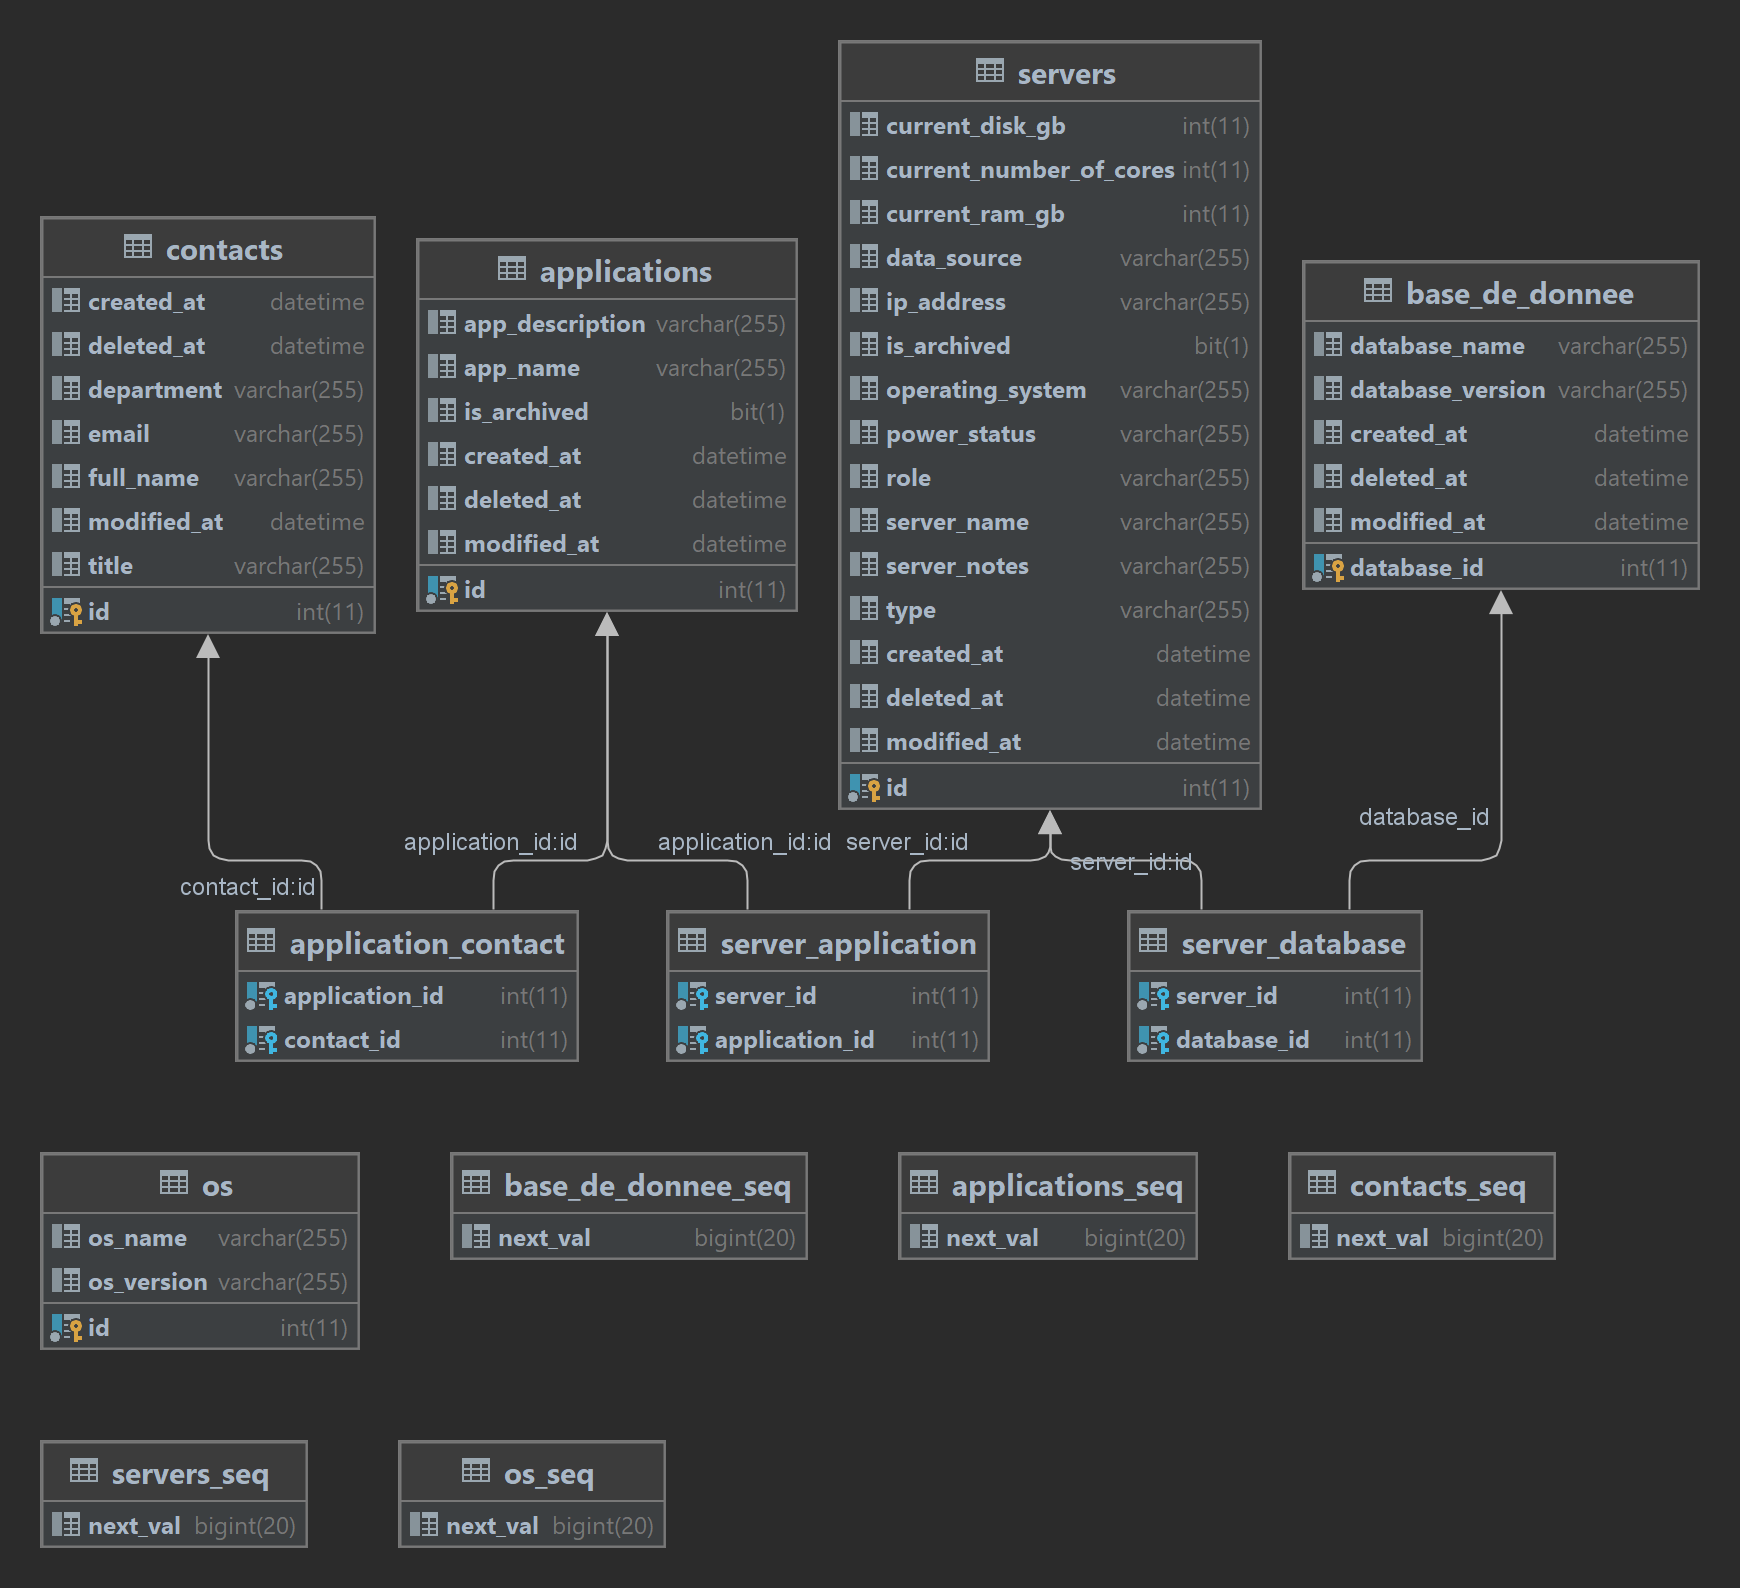 contacts
created_at datetime
deleted_at datetime
department varchar(255)
email varchar(255)
full_name varchar(255)
modified_at datetime
title varchar(255)
id int(11)
applications
app_description varchar(255)
app_name varchar(255)
is_archived bit(1)
created_at datetime
deleted_at datetime
modified_at datetime
id int(11)
servers
current_disk_gb int(11)
current_number_of_cores int(11)
current_ram_gb int(11)
data_source varchar(255)
ip_address varchar(255)
is_archived bit(1)
operating_system varchar(255)
power_status varchar(255)
role varchar(255)
server_name varchar(255)
server_notes varchar(255)
type varchar(255)
created_at datetime
deleted_at datetime
modified_at datetime
id int(11)
base_de_donnee
database_name varchar(255)
database_version varchar(255)
created_at datetime
deleted_at datetime
modified_at datetime
database_id int(11)
contact_id:id
application_id:id
application_id:id
server_id:id
server_id:id
database_id
application_contact
application_id int(11)
contact_id int(11)
server_application
server_id int(11)
application_id int(11)
server_database
server_id int(11)
database_id int(11)
os
os_name varchar(255)
os_version varchar(255)
id int(11)
base_de_donnee_seq
next_val bigint(20)
applications_seq
next_val bigint(20)
contacts_seq
next_val bigint(20)
servers_seq
next_val bigint(20)
os_seq
next_val bigint(20)